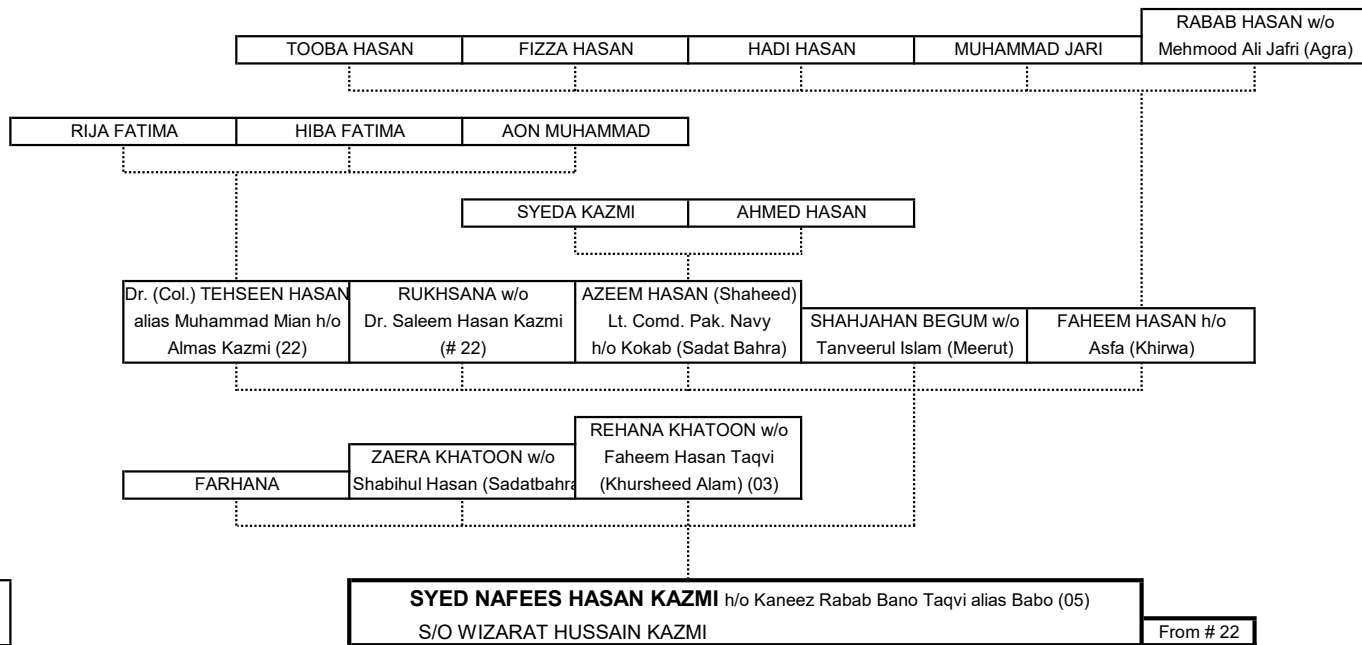 RABAB HASAN w/o
Mehmood Ali Jafri (Agra)
TOOBA HASAN
FIZZA HASAN
HADI HASAN
MUHAMMAD JARI
RIJA FATIMA
HIBA FATIMA
AON MUHAMMAD
SYEDA KAZMI
AHMED HASAN
Dr. (Col.) TEHSEEN HASAN
alias Muhammad Mian h/o
Almas Kazmi (22)
RUKHSANA w/o
Dr. Saleem Hasan Kazmi
(# 22)
AZEEM HASAN (Shaheed)
Lt. Comd. Pak. Navy
h/o Kokab (Sadat Bahra)
SHAHJAHAN BEGUM w/o
Tanveerul Islam (Meerut)
FAHEEM HASAN h/o
Asfa (Khirwa)
FARHANA
ZAERA KHATOON w/o
Shabihul Hasan (Sadatbahra
REHANA KHATOON w/o
Faheem Hasan Taqvi
(Khursheed Alam) (03)
SYED NAFEES HASAN KAZMI h/o Kaneez Rabab Bano Taqvi alias Babo (05)
S/O WIZARAT HUSSAIN KAZMI
From # 22